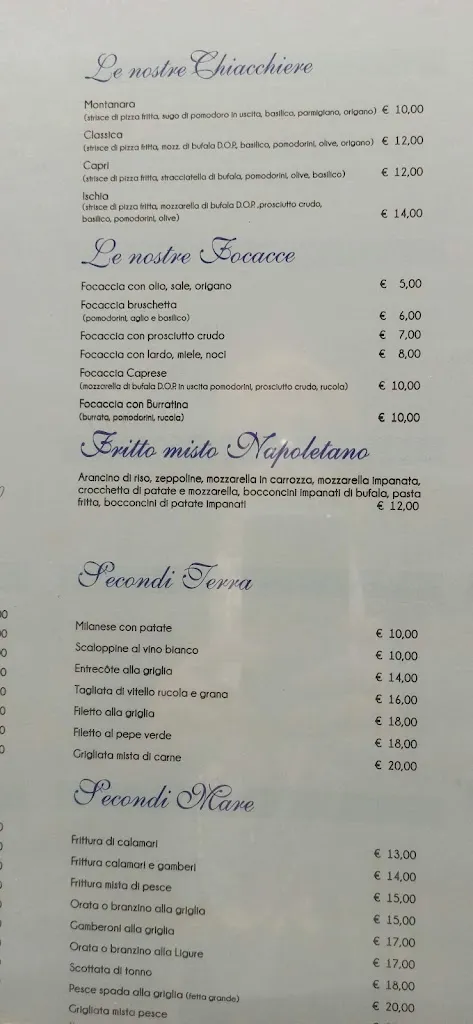 Le nostre Chiacchiere
Montanara
(strisce di pizza fritta, sugo di pomodoro in uscita, basilico, parmigiano, origano) € 10,00
Classica
(strisce di pizza fritta, mozz. di bufala D.O.P., basilico, pomodorini, olive, origano) € 12,00
Capri
(strisce di pizza fritta, stracciatella di bufala, pomodorini, olive, basilico) € 12,00
Ischia
(strisce di pizza fritta, mozzarella di bufala D.O.P. ,prosciutto crudo,
basilico, pomodorini, olive) € 14,00
Le nostre Focacce
Focaccia con olio, sale, origano € 5,00
Focaccia bruschetta
(pomodorini, aglio e basilico) € 6,00
Focaccia con prosciutto crudo € 7,00
Focaccia con lardo, miele, noci € 8,00
Focaccia Caprese
(mozzarella di bufala D.O.P. in uscita pomodorini, prosciutto crudo, rucola) € 10,00
Focaccia con Burratina
(burrata, pomodorini, rucola) € 10,00
Fritto misto Napoletano
Arancino di riso, zeppoline, mozzarella in carrozza, mozzarella impanata,
crocchetta di patate e mozzarella, bocconcini impanati di bufala, pasta
fritta, bocconcini di patate impanati € 12,00
Secondi Terra
Milanese con patate € 10,00
Scaloppine al vino bianco € 10,00
Entrecôte alla griglia € 14,00
Tagliata di vitello rucola e grana € 16,00
Filetto alla griglia € 18,00
Filetto al pepe verde € 18,00
Grigliata mista di carne € 20,00
Secondi Mare
Frittura di calamari € 13,00
Frittura calamari e gamberi € 14,00
Frittura mista di pesce € 15,00
Orata o branzino alla griglia € 15,00
Gamberoni alla griglia € 17,00
Orata o branzino alla Ligure € 17,00
Scottata di tonno € 18,00
Pesce spada alla griglia (fetta grande) € 20,00
Grigliata mista pesce